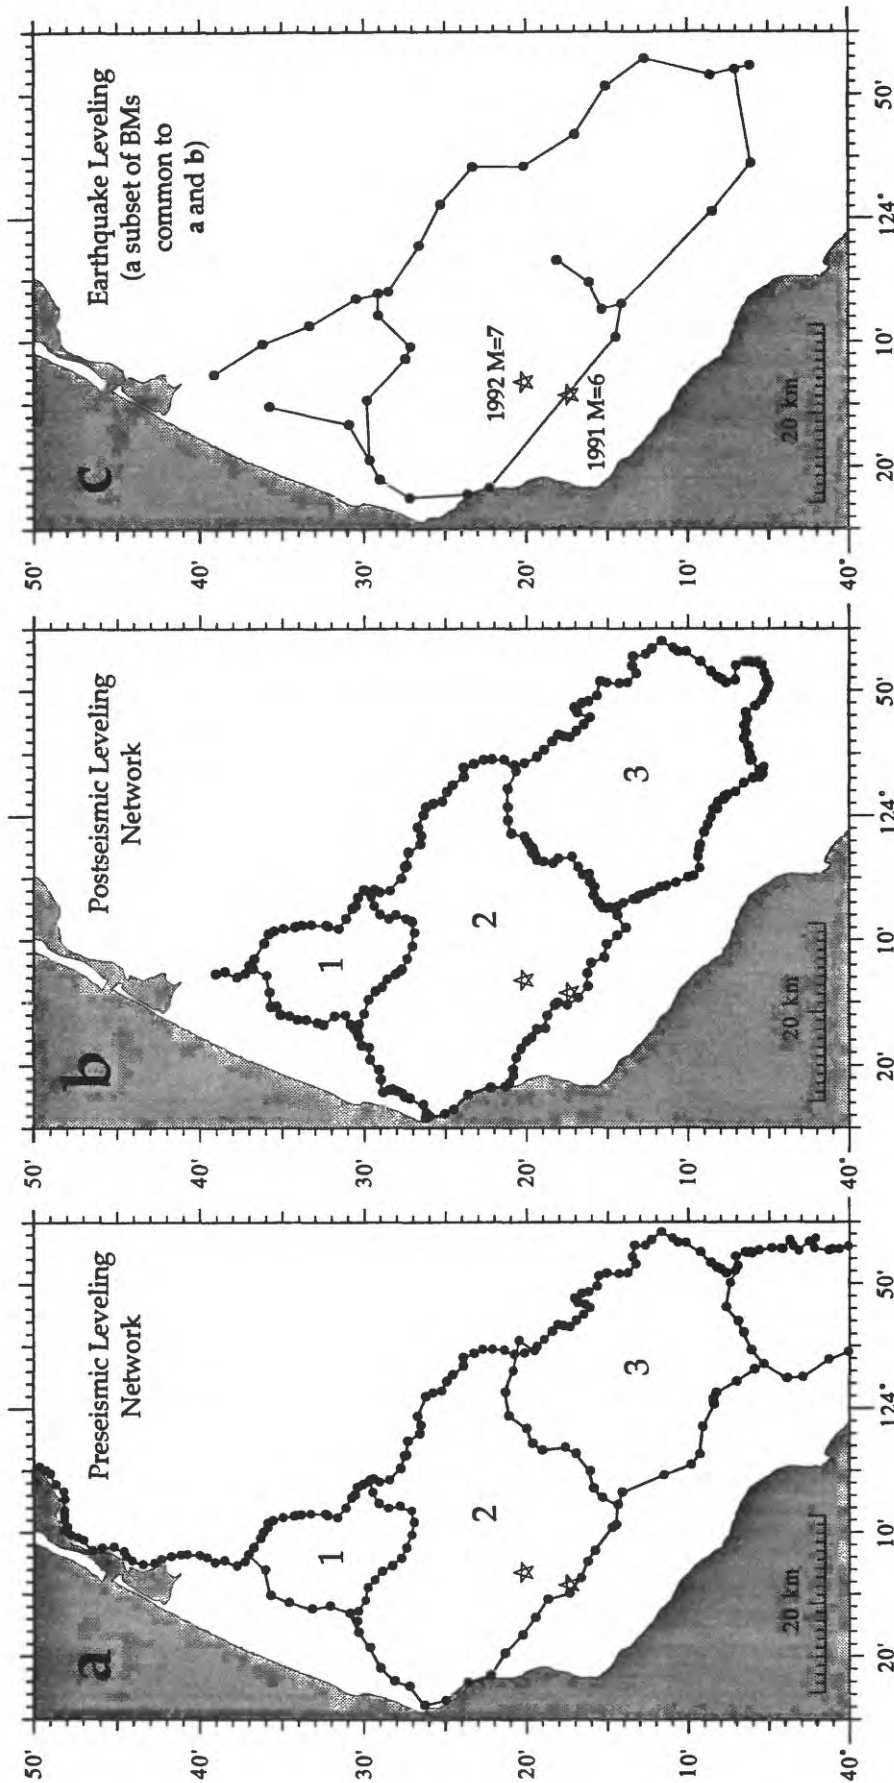 a
Preseismic Leveling
Network
1
2
3
20 km
50'
40'
30'
20'
10'
40°
20'
10'
124°
50'
b
Postseismic Leveling
Network
1
2
3
20 km
50'
40'
30'
20'
10'
40°
20'
10'
124°
50'
c
Earthquake Leveling
(a subset of BMs
common to
a and b)
1992 M=7
1991 M=6
20 km
50'
40'
30'
20'
10'
40°
20'
10'
124°
50'